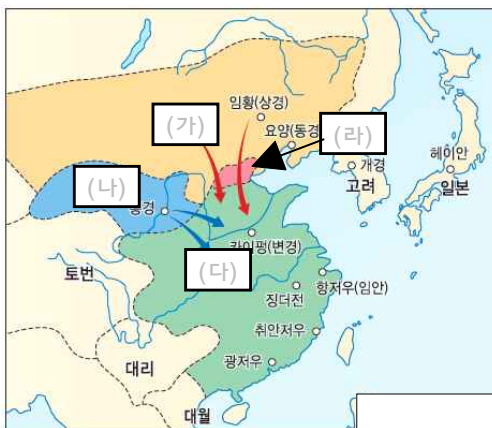 임황(상경)
(가)
요양(동경
(라)
개경
헤이안
고려
일본
(나)
흥경
카이펑(변경)
(다)
토번
징더전
항저우(임안)
취안저우
대리
광저우
대월